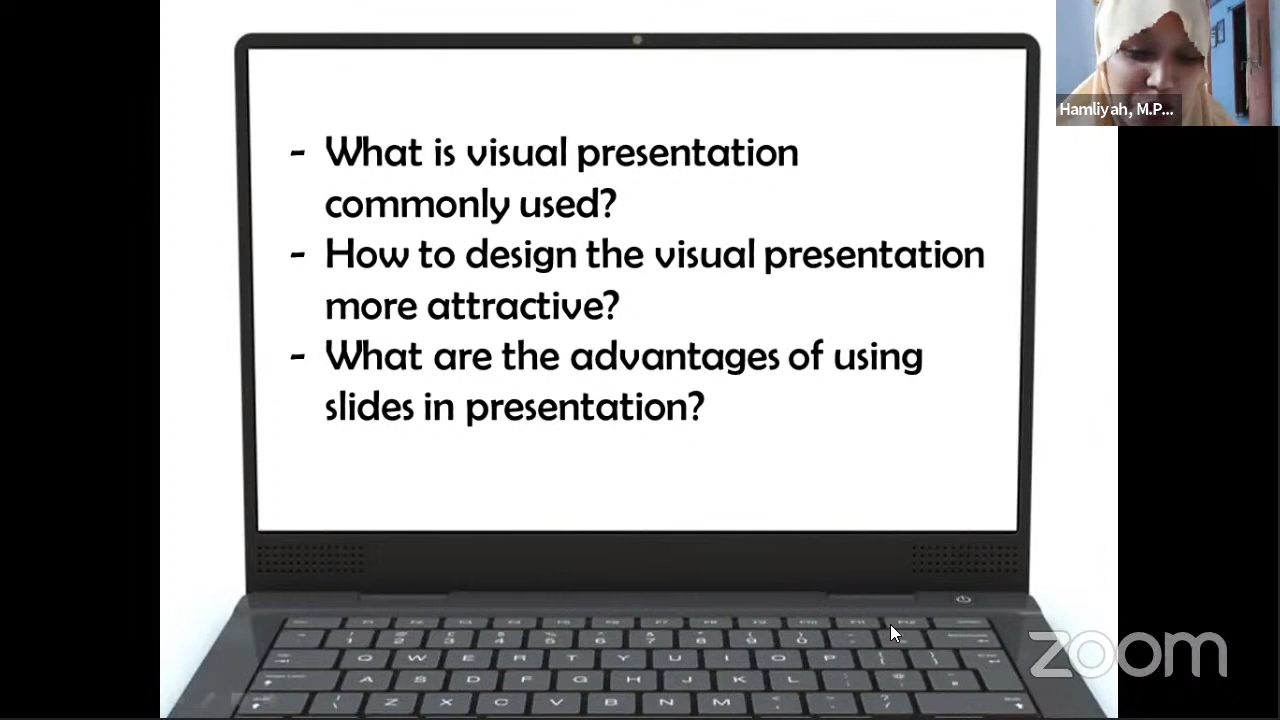 - What is visual presentation
commonly used?
- How to design the visual presentation
more attractive?
- What are the advantages of using
slides in presentation?
Hamliyah, M.P...
zoom
Q W E R T Y U I O P
A S D F G H J K L
Z X C V B N M